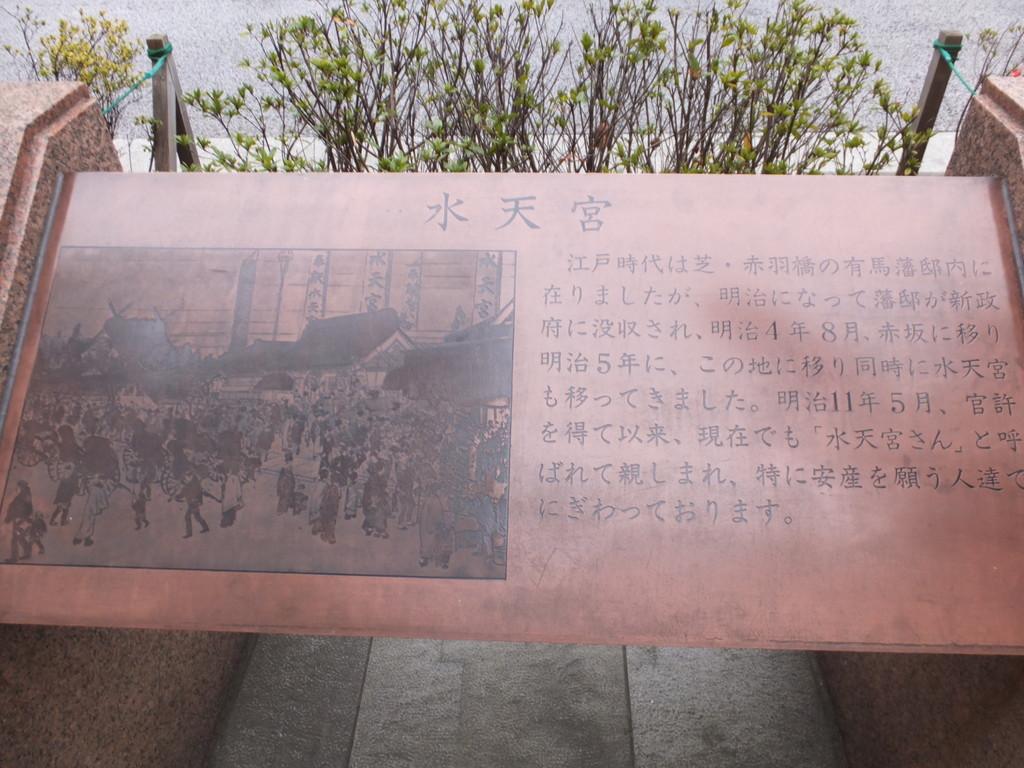 水天宮
水天宮
水天宮
江戸時代は芝・赤羽橋の有馬藩邸内に
在りましたが、明治になって藩邸が新政
府に没収され、明治4年8月、赤坂に移り
明治5年に、この地に移り同時に水天宮
も移ってきました。明治11年5月、官許
を得て以来、現在でも「水天宮さん」と呼
ばれて親しまれ、特に安産を願う人達で
にぎわっております。